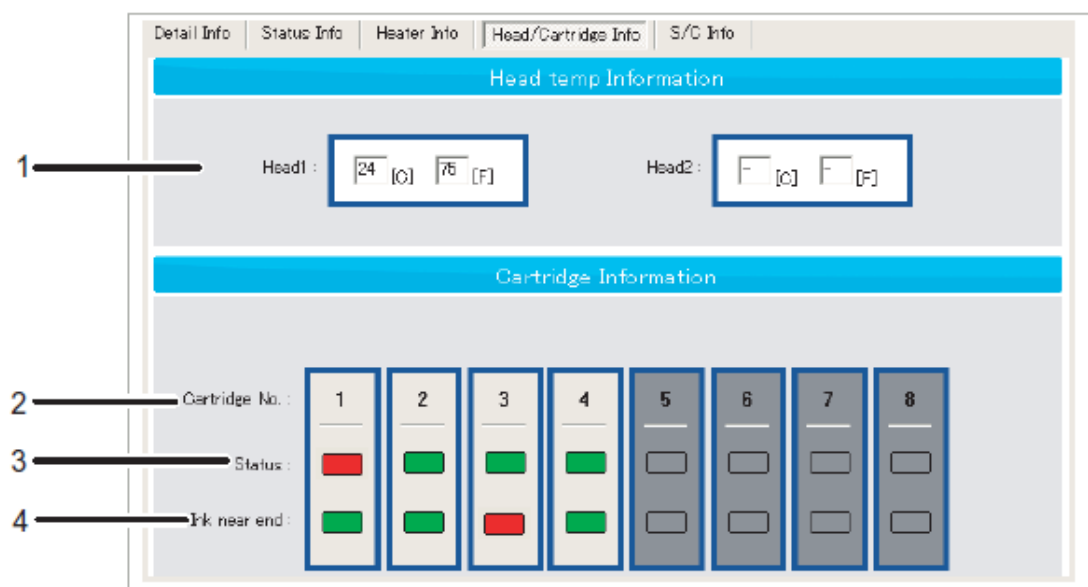 Detail Info Status Info Heater Info Head/Cartridge Info S/C Info
Head temp Information
1 Head1 : 24 [C] 75 [F] Head2 : - [C] - [F]
Cartridge Information
2 Cartridge No. : 1 2 3 4 5 6 7 8
3 Status :
4 Ink near end :